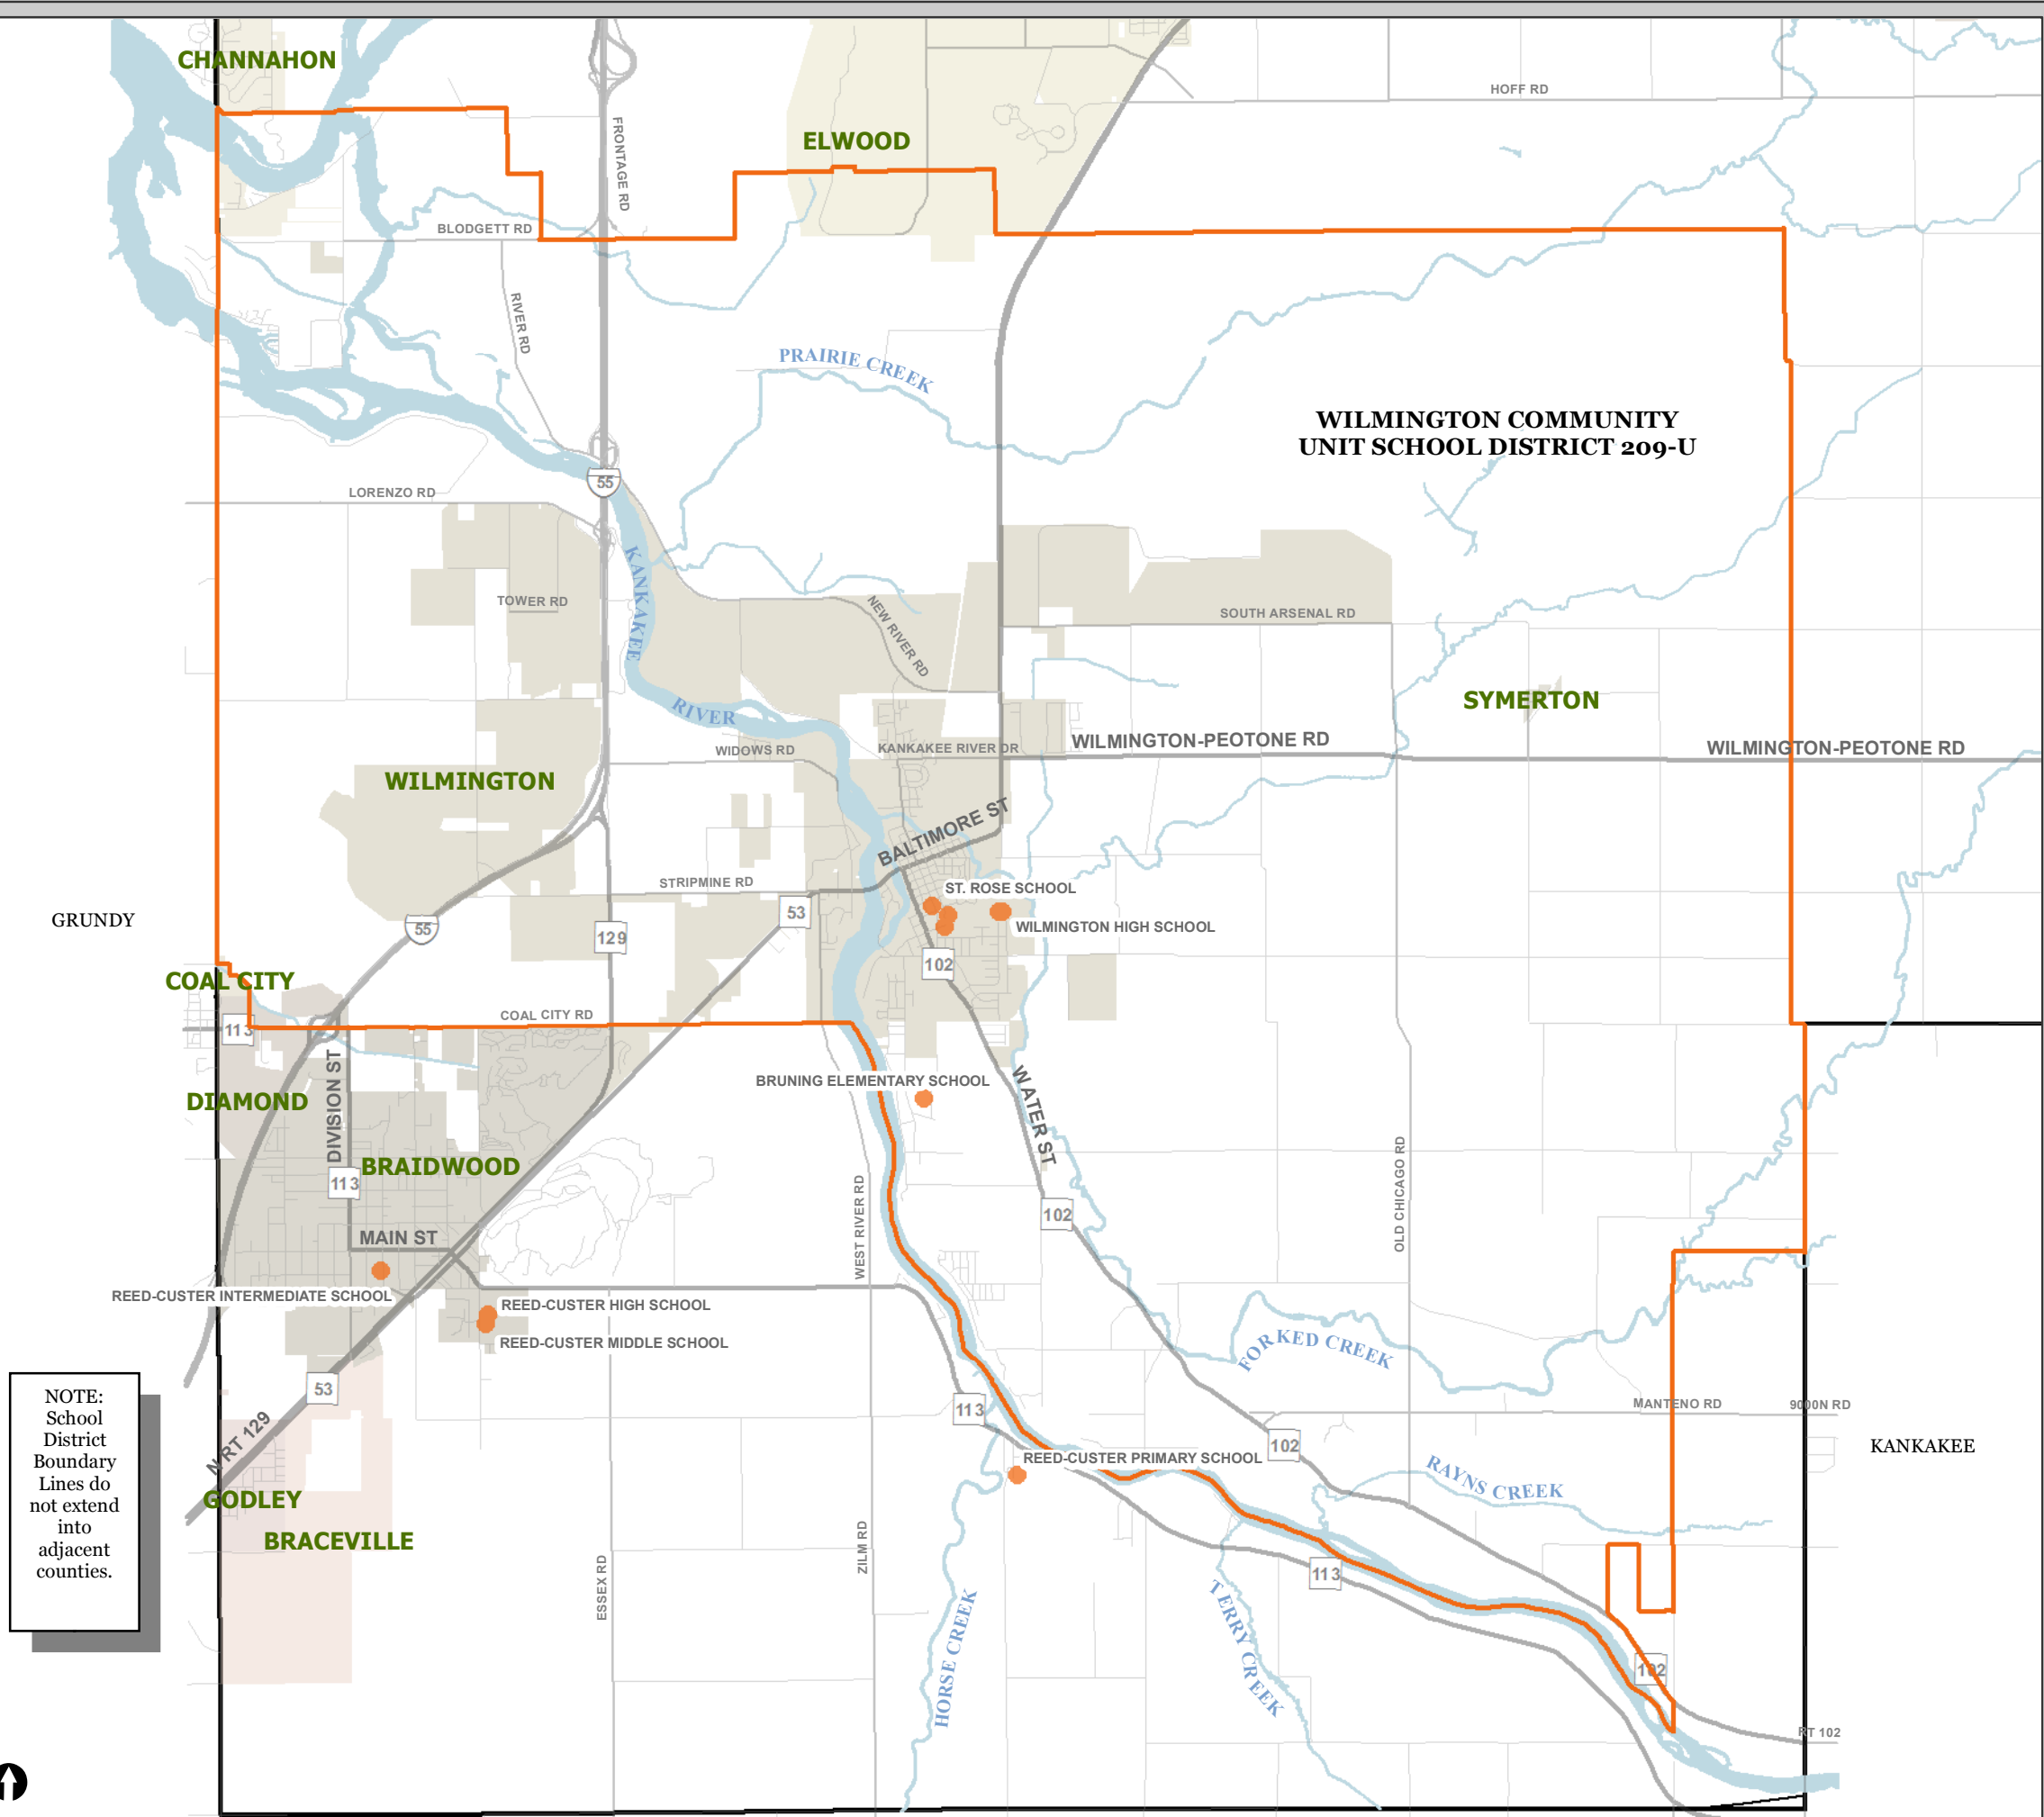 CHANNAHON
HOFF RD
FRONTAGE RD
ELWOOD
BLODGETT RD
RIVER RD
PRAIRIE CREEK
WILMINGTON COMMUNITY
UNIT SCHOOL DISTRICT 209-U
55
LORENZO RD
KANKAKEE
TOWER RD
NEW RIVER RD
SOUTH ARSENAL RD
SYMERTON
RIVER
WIDOWS RD
KANKAKEE RIVER DR
WILMINGTON-PEOTONE RD
WILMINGTON-PEOTONE RD
WILMINGTON
BALTIMORE ST
STRIPMINE RD
ST. ROSE SCHOOL
53
GRUNDY
55
129
WILMINGTON HIGH SCHOOL
102
COAL CITY
COAL CITY RD
113
DIVISION ST
BRUNING ELEMENTARY SCHOOL
DIAMOND
WATER ST
BRAIDWOOD
113
OLD CHICAGO RD
WEST RIVER RD
102
MAIN ST
REED-CUSTER INTERMEDIATE SCHOOL
REED-CUSTER HIGH SCHOOL
REED-CUSTER MIDDLE SCHOOL
FORKED CREEK
53
NOTE:
School
District
Boundary
Lines do
not extend
into
adjacent
counties.
113
MANTENO RD
9000N RD
N RT 129
102
KANKAKEE
REED-CUSTER PRIMARY SCHOOL
RAYNS CREEK
GODLEY
BRACEVILLE
ZILM RD
ESSEX RD
113
HORSE CREEK
TERRY CREEK
102
RT 102